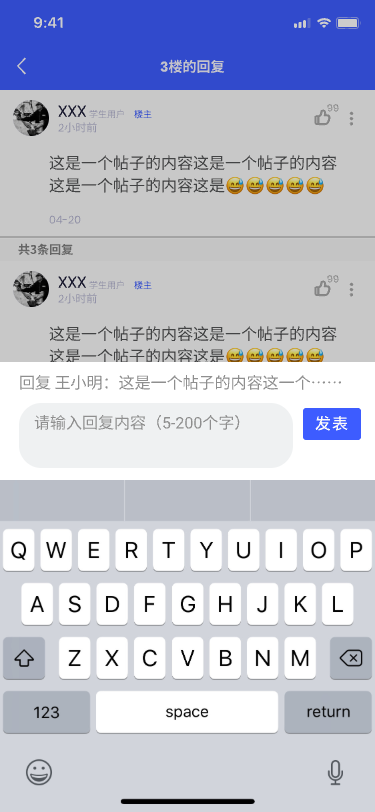 9:41
3楼的回复
XXX 学生用户 楼主
99
2小时前
这是一个帖子的内容这是一个帖子的内容
这是一个帖子的内容这是😅😅😅😅😅
04-20
共3条回复
XXX 学生用户 楼主
99
2小时前
这是一个帖子的内容这是一个帖子的内容
这是一个帖子的内容这是😅😅😅😅😅
回复 王小明：这是一个帖子的内容这一个……
请输入回复内容（5-200个字）
发表
Q W E R T Y U I O P
A S D F G H J K L
Z X C V B N M
123 space return